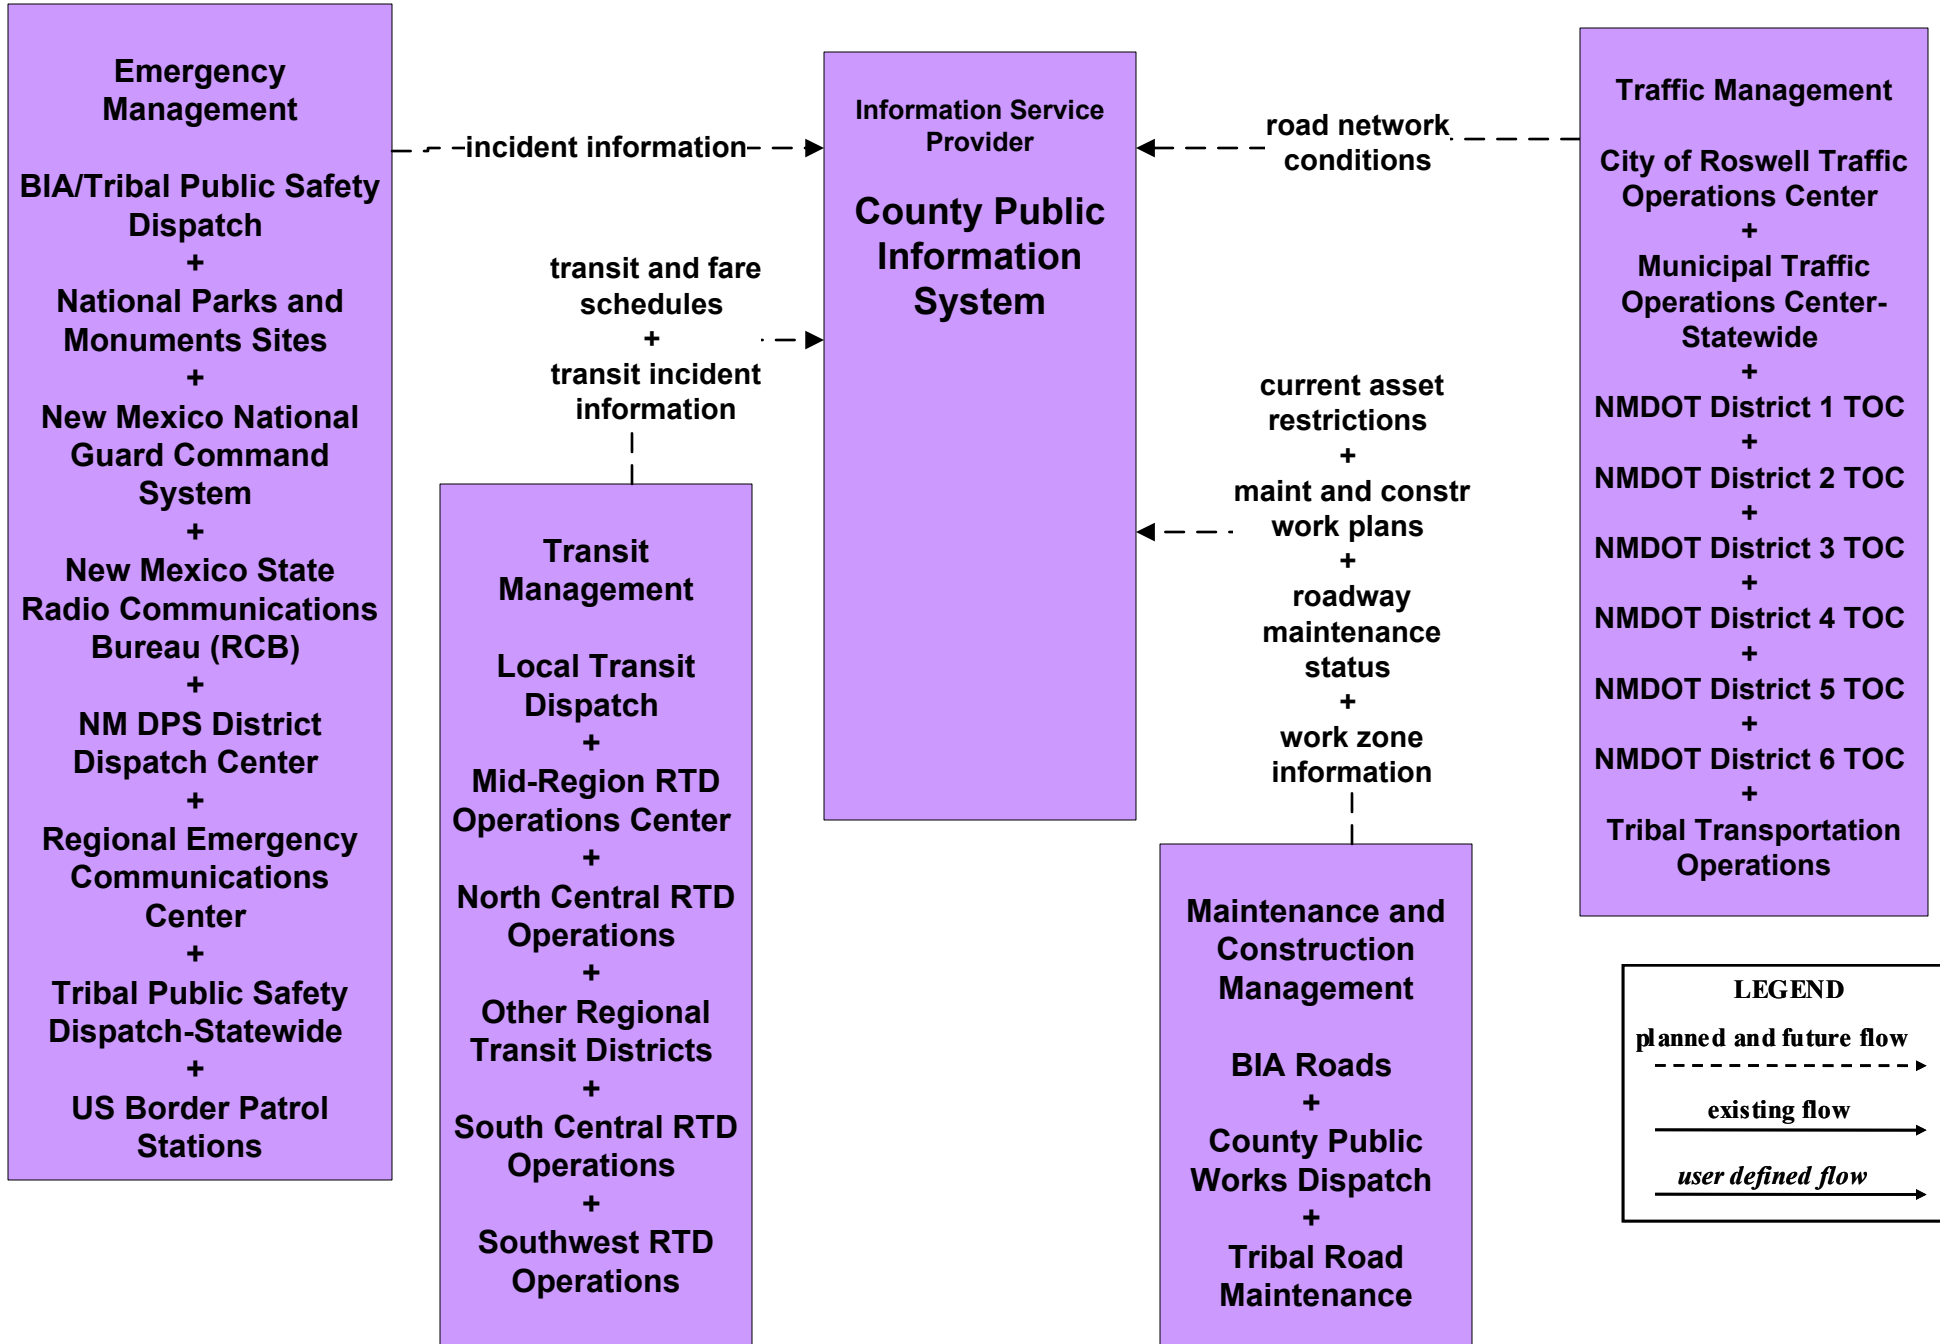 Emergency
Management
BIA/Tribal Public Safety
Dispatch
+
National Parks and
Monuments Sites
+
New Mexico National
Guard Command
System
+
New Mexico State
Radio Communications
Bureau (RCB)
+
NM DPS District
Dispatch Center
+
Regional Emergency
Communications
Center
+
Tribal Public Safety
Dispatch-Statewide
+
US Border Patrol
Stations
incident information
transit and fare
schedules
+
transit incident
information
Transit
Management
Local Transit
Dispatch
+
Mid-Region RTD
Operations Center
+
North Central RTD
Operations
+
Other Regional
Transit Districts
+
South Central RTD
Operations
+
Southwest RTD
Operations
Information Service
Provider
County Public
Information
System
road network
conditions
current asset
restrictions
+
maint and constr
work plans
+
roadway
maintenance
status
+
work zone
information
Maintenance and
Construction
Management
BIA Roads
+
County Public
Works Dispatch
+
Tribal Road
Maintenance
Traffic Management
City of Roswell Traffic
Operations Center
+
Municipal Traffic
Operations Center-
Statewide
+
NMDOT District 1 TOC
+
NMDOT District 2 TOC
+
NMDOT District 3 TOC
+
NMDOT District 4 TOC
+
NMDOT District 5 TOC
+
NMDOT District 6 TOC
+
Tribal Transportation
Operations
LEGEND
planned and future flow
existing flow
user defined flow